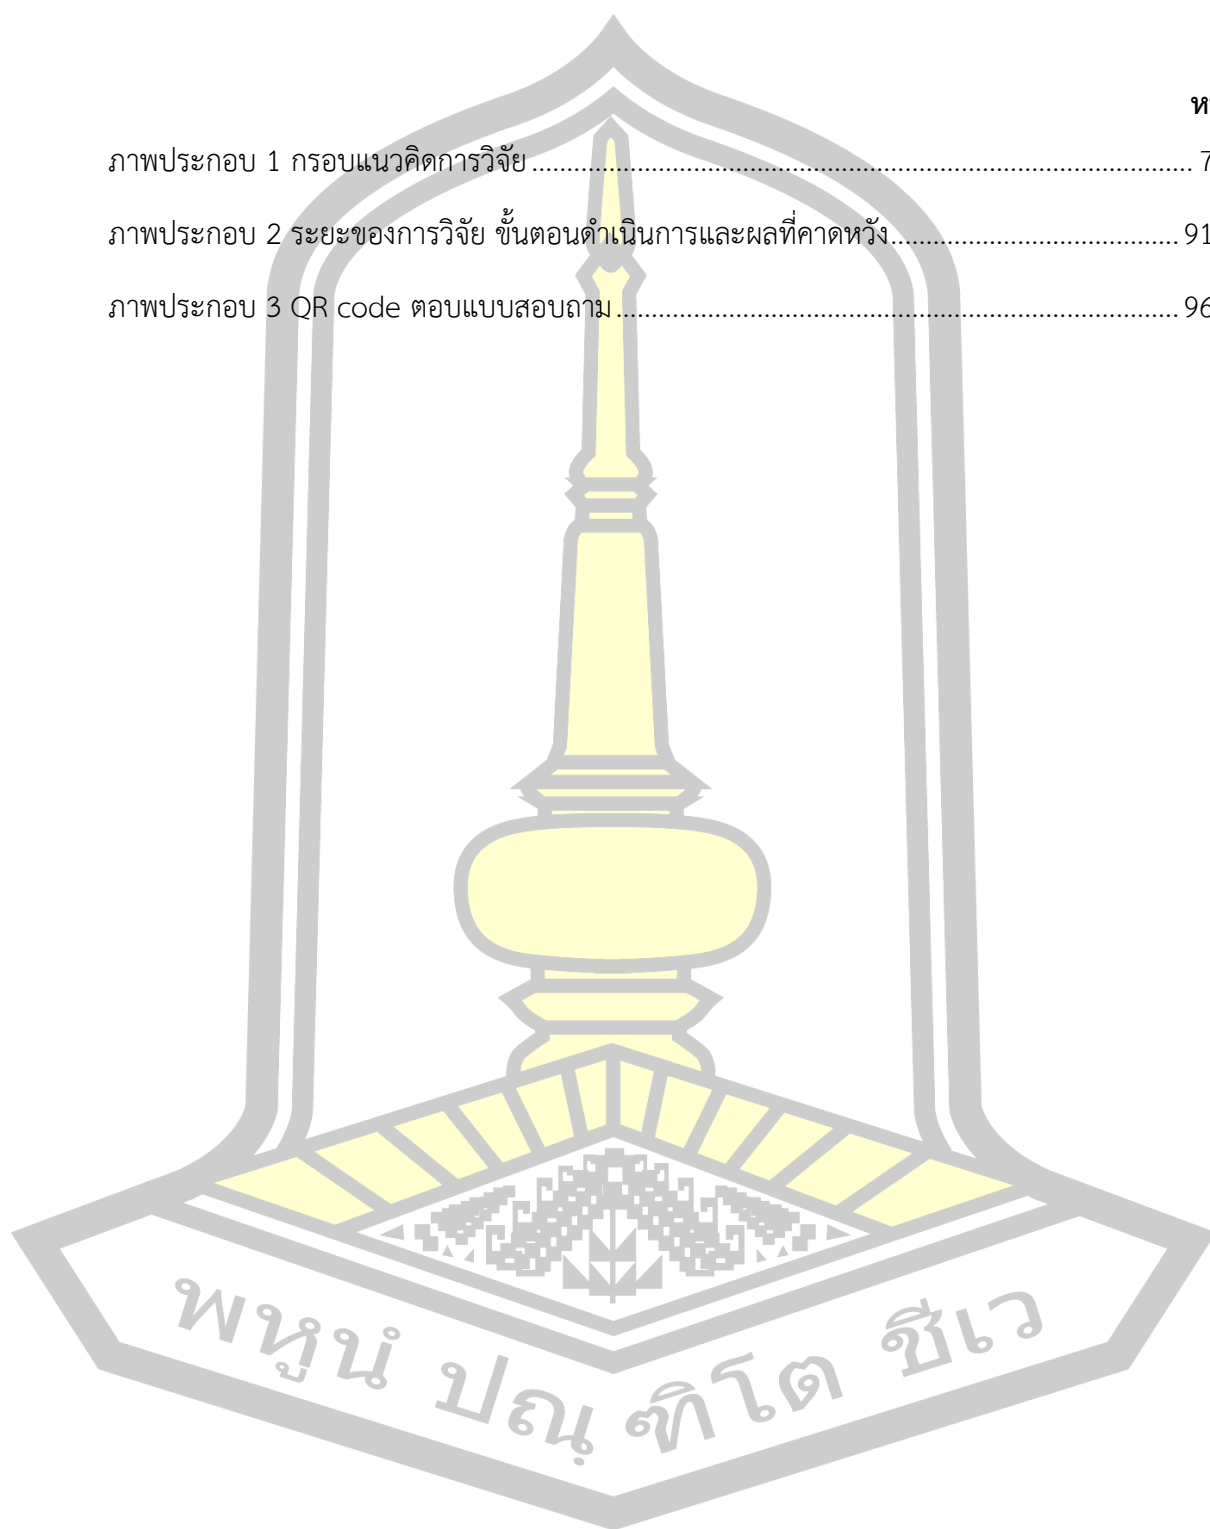 ภาพประกอบ 1 กรอบแนวคิดการวิจัย............................................................................................ 7
ภาพประกอบ 2 ระยะของการวิจัย ขั้นตอนดำเนินการและผลที่คาดหวัง......................................... 91
ภาพประกอบ 3 QR code ตอบแบบสอบถาม................................................................................ 96
พหูนํ ปณฺ ฑิโต ชีเว